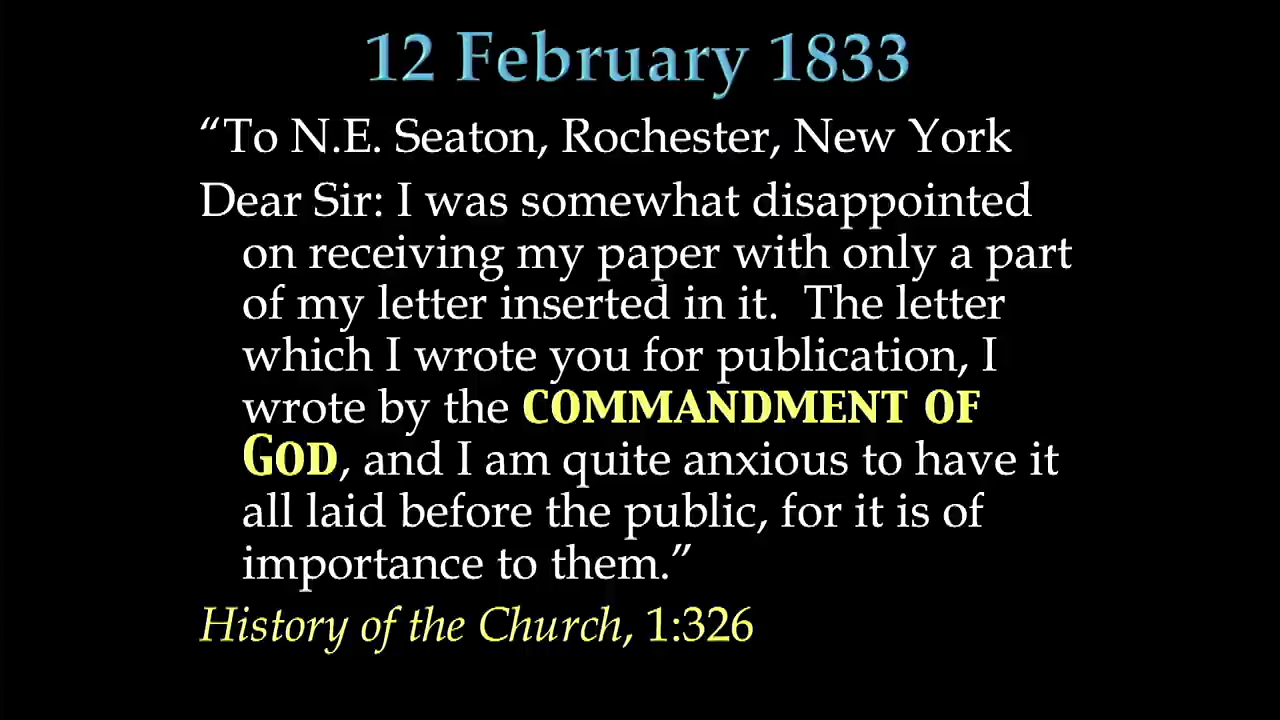 12 February 1833
“To N.E. Seaton, Rochester, New York
Dear Sir: I was somewhat disappointed
on receiving my paper with only a part
of my letter inserted in it.  The letter
which I wrote you for publication, I
wrote by the COMMANDMENT OF
GOD, and I am quite anxious to have it
all laid before the public, for it is of
importance to them.”
History of the Church, 1:326